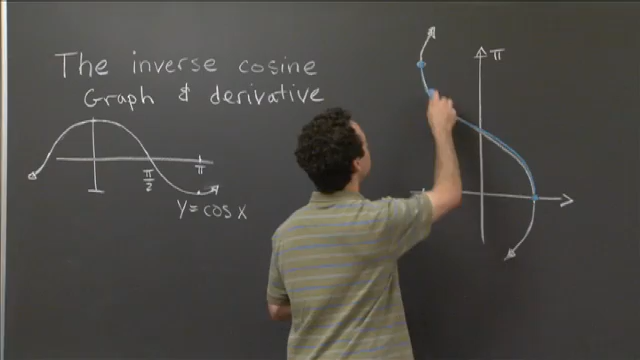 The inverse cosine
Graph & derivative
π/2
π
y = cos x
π